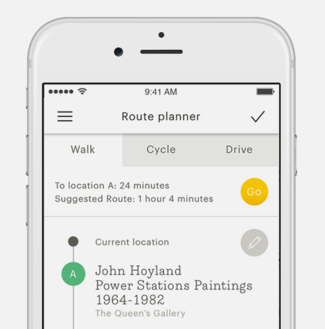 9:41 AM
Route planner
Walk Cycle Drive
To location A: 24 minutes
Suggested Route: 1 hour 4 minutes
Go
Current location
A
John Hoyland
Power Stations Paintings
1964-1982
The Queen's Gallery